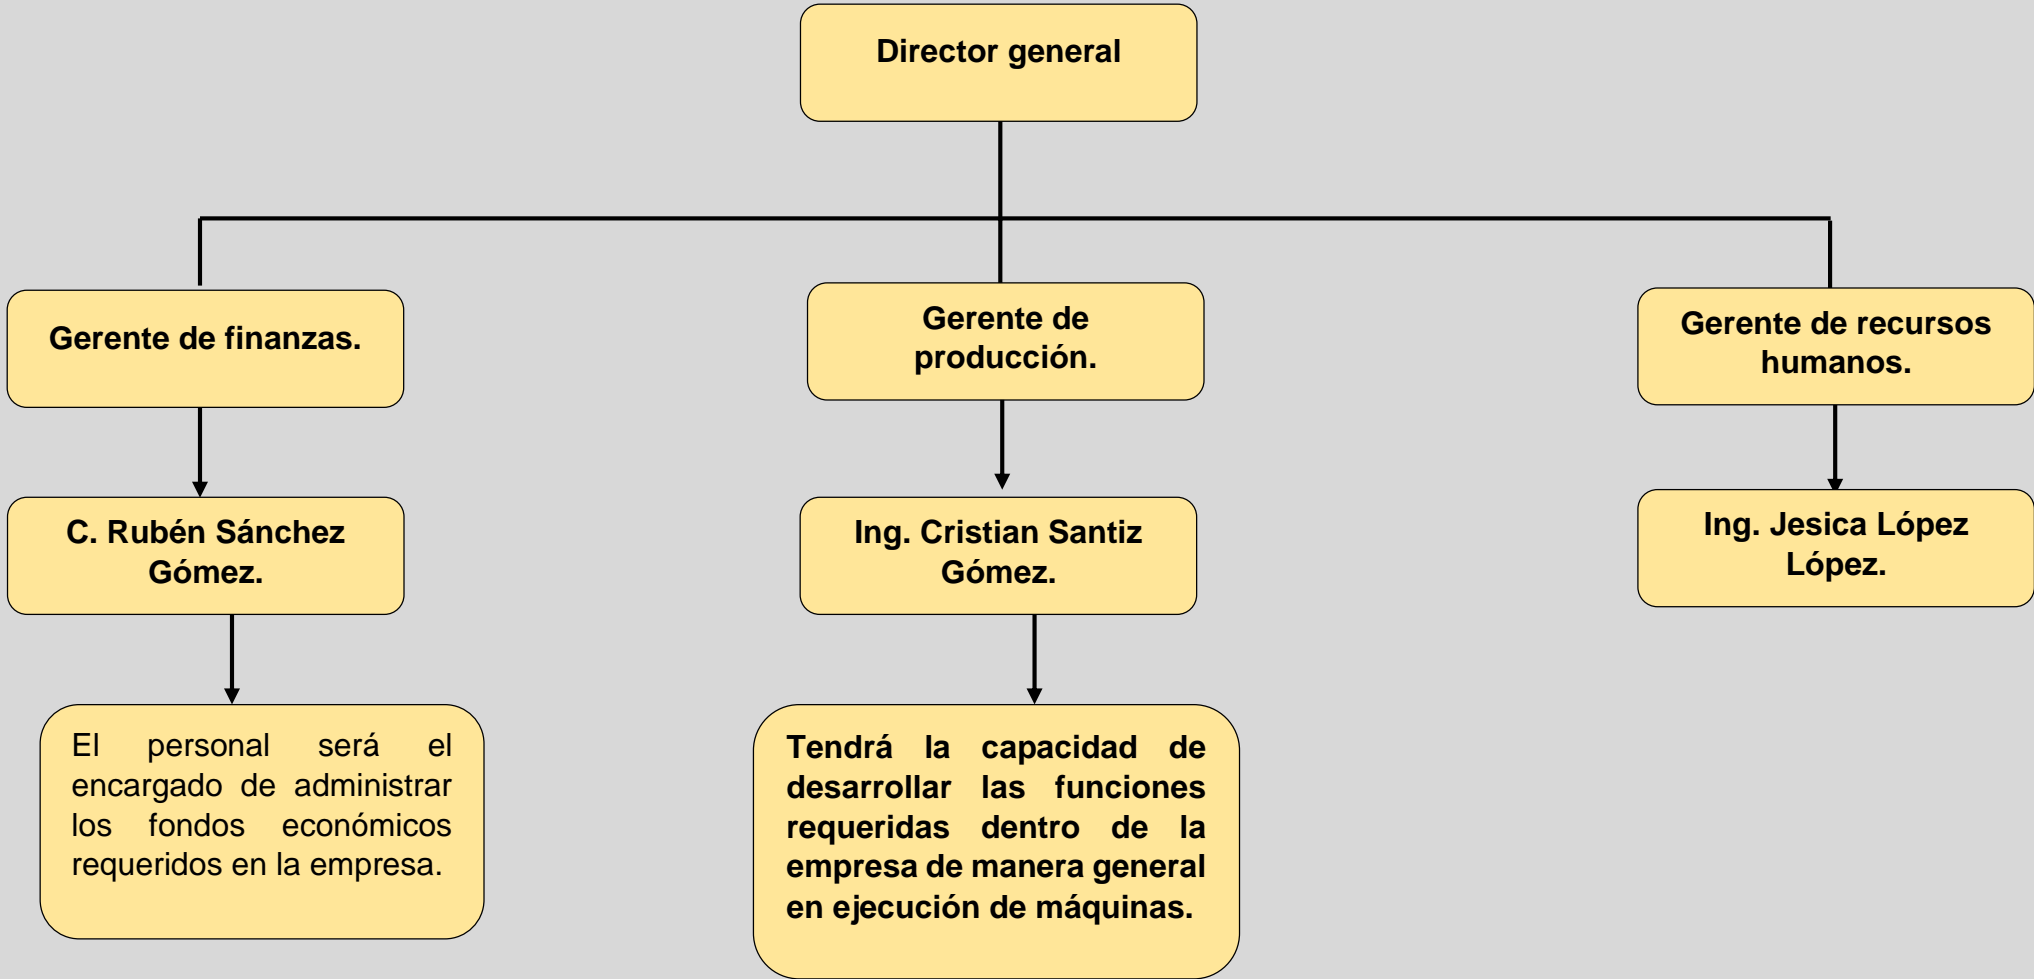 Director general
Gerente de finanzas.
Gerente de
producción.
Gerente de recursos
humanos.
C. Rubén Sánchez
Gómez.
Ing. Cristian Santiz
Gómez.
Ing. Jesica López
López.
El personal será el
encargado de administrar
los fondos económicos
requeridos en la empresa.
Tendrá la capacidad de
desarrollar las funciones
requeridas dentro de la
empresa de manera general
en ejecución de máquinas.